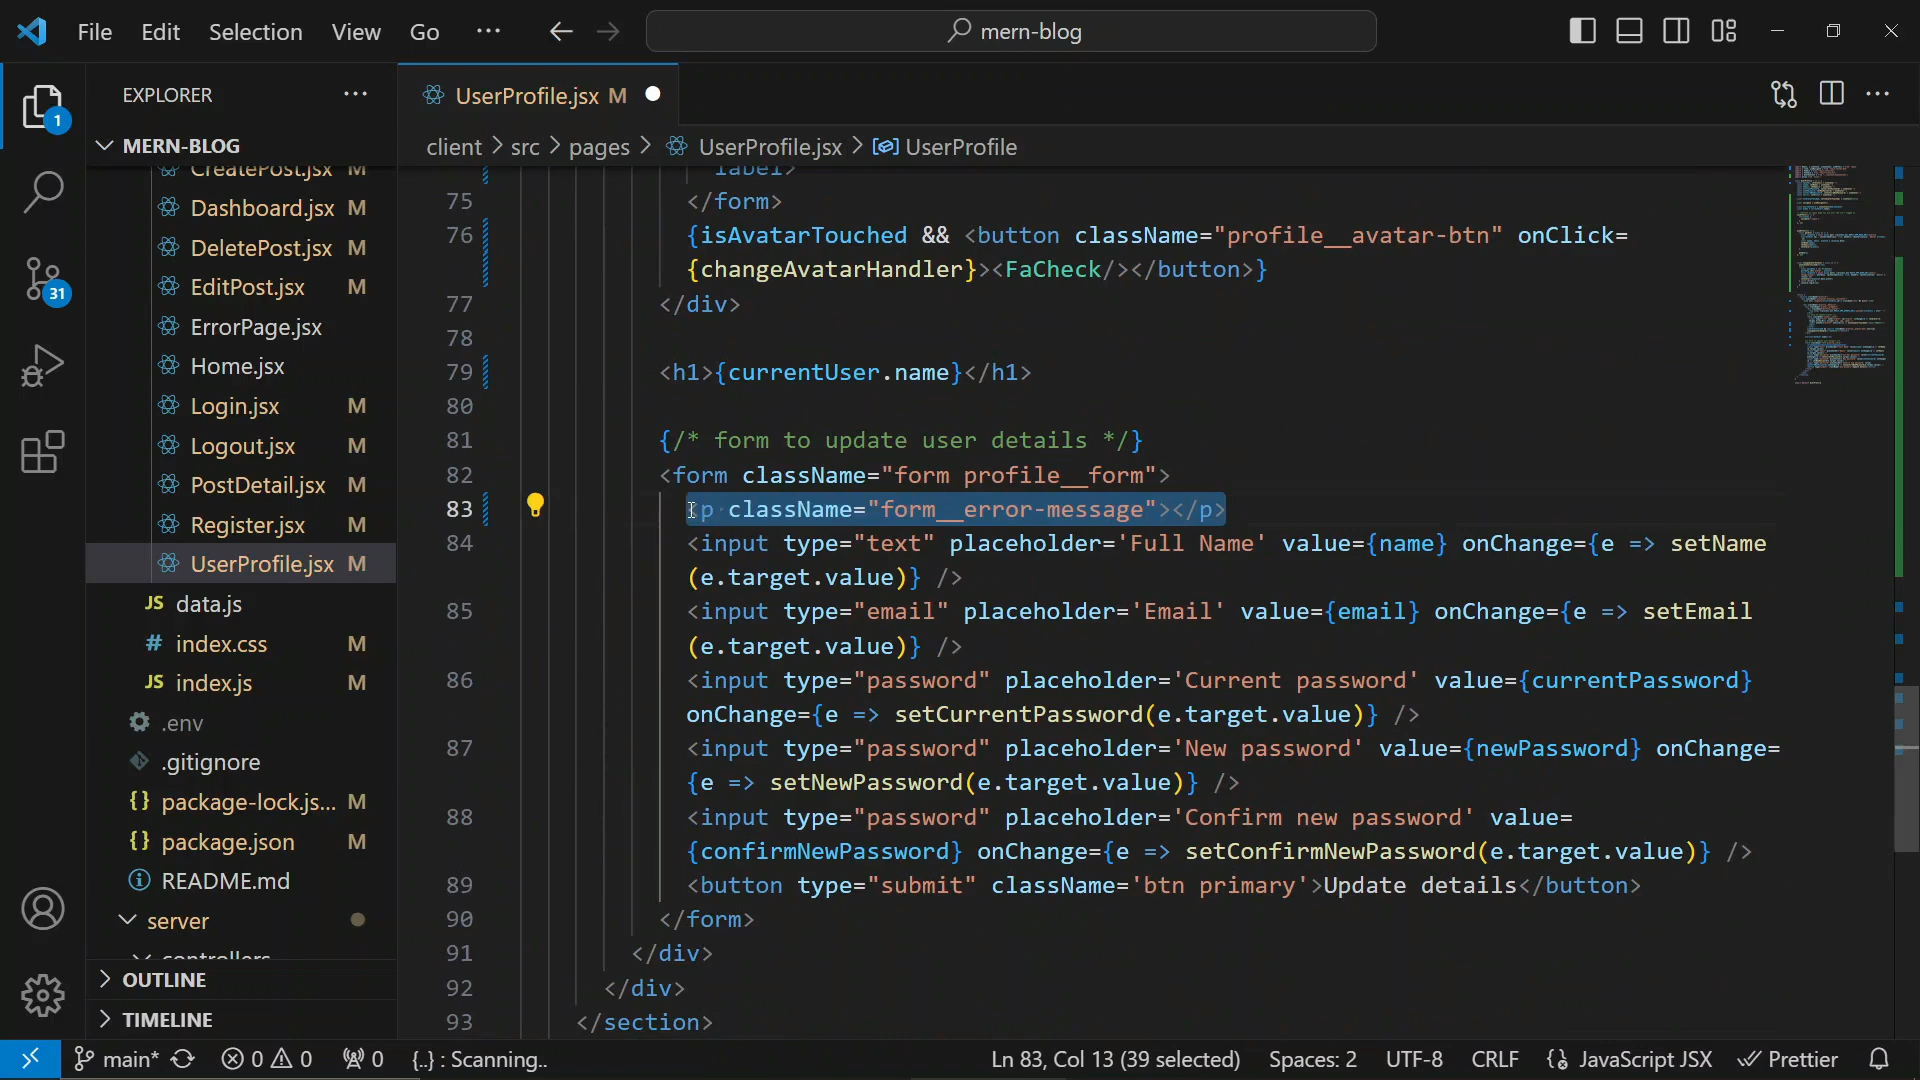 File Edit Selection View Go ··· mern-blog
EXPLORER ···
UserProfile.jsx M
MERN-BLOG
client > src > pages > UserProfile.jsx > UserProfile
1
31
CreatePost.jsx M
Dashboard.jsx M
DeletePost.jsx M
EditPost.jsx M
ErrorPage.jsx
Home.jsx
Login.jsx M
Logout.jsx M
PostDetail.jsx M
Register.jsx M
UserProfile.jsx M
JS data.js
# index.css M
JS index.js M
.env
.gitignore
{} package-lock.js... M
{} package.json M
README.md
server
controllers
OUTLINE
TIMELINE
label>
75 </form>
76 {isAvatarTouched && <button className="profile__avatar-btn" onClick=
{changeAvatarHandler}><FaCheck/></button>}
77 </div>
78
79 <h1>{currentUser.name}</h1>
80
81 {/* form to update user details */}
82 <form className="form profile__form">
83 <p className="form__error-message"></p>
84 <input type="text" placeholder='Full Name' value={name} onChange={e => setName
(e.target.value)} />
85 <input type="email" placeholder='Email' value={email} onChange={e => setEmail
(e.target.value)} />
86 <input type="password" placeholder='Current password' value={currentPassword}
onChange={e => setCurrentPassword(e.target.value)} />
87 <input type="password" placeholder='New password' value={newPassword} onChange=
{e => setNewPassword(e.target.value)} />
88 <input type="password" placeholder='Confirm new password' value=
{confirmNewPassword} onChange={e => setConfirmNewPassword(e.target.value)} />
89 <button type="submit" className='btn primary'>Update details</button>
90 </form>
91 </div>
92 </div>
93 </section>
main* 0 0 0 {..} : Scanning.. Ln 83, Col 13 (39 selected) Spaces: 2 UTF-8 CRLF JavaScript JSX Prettier